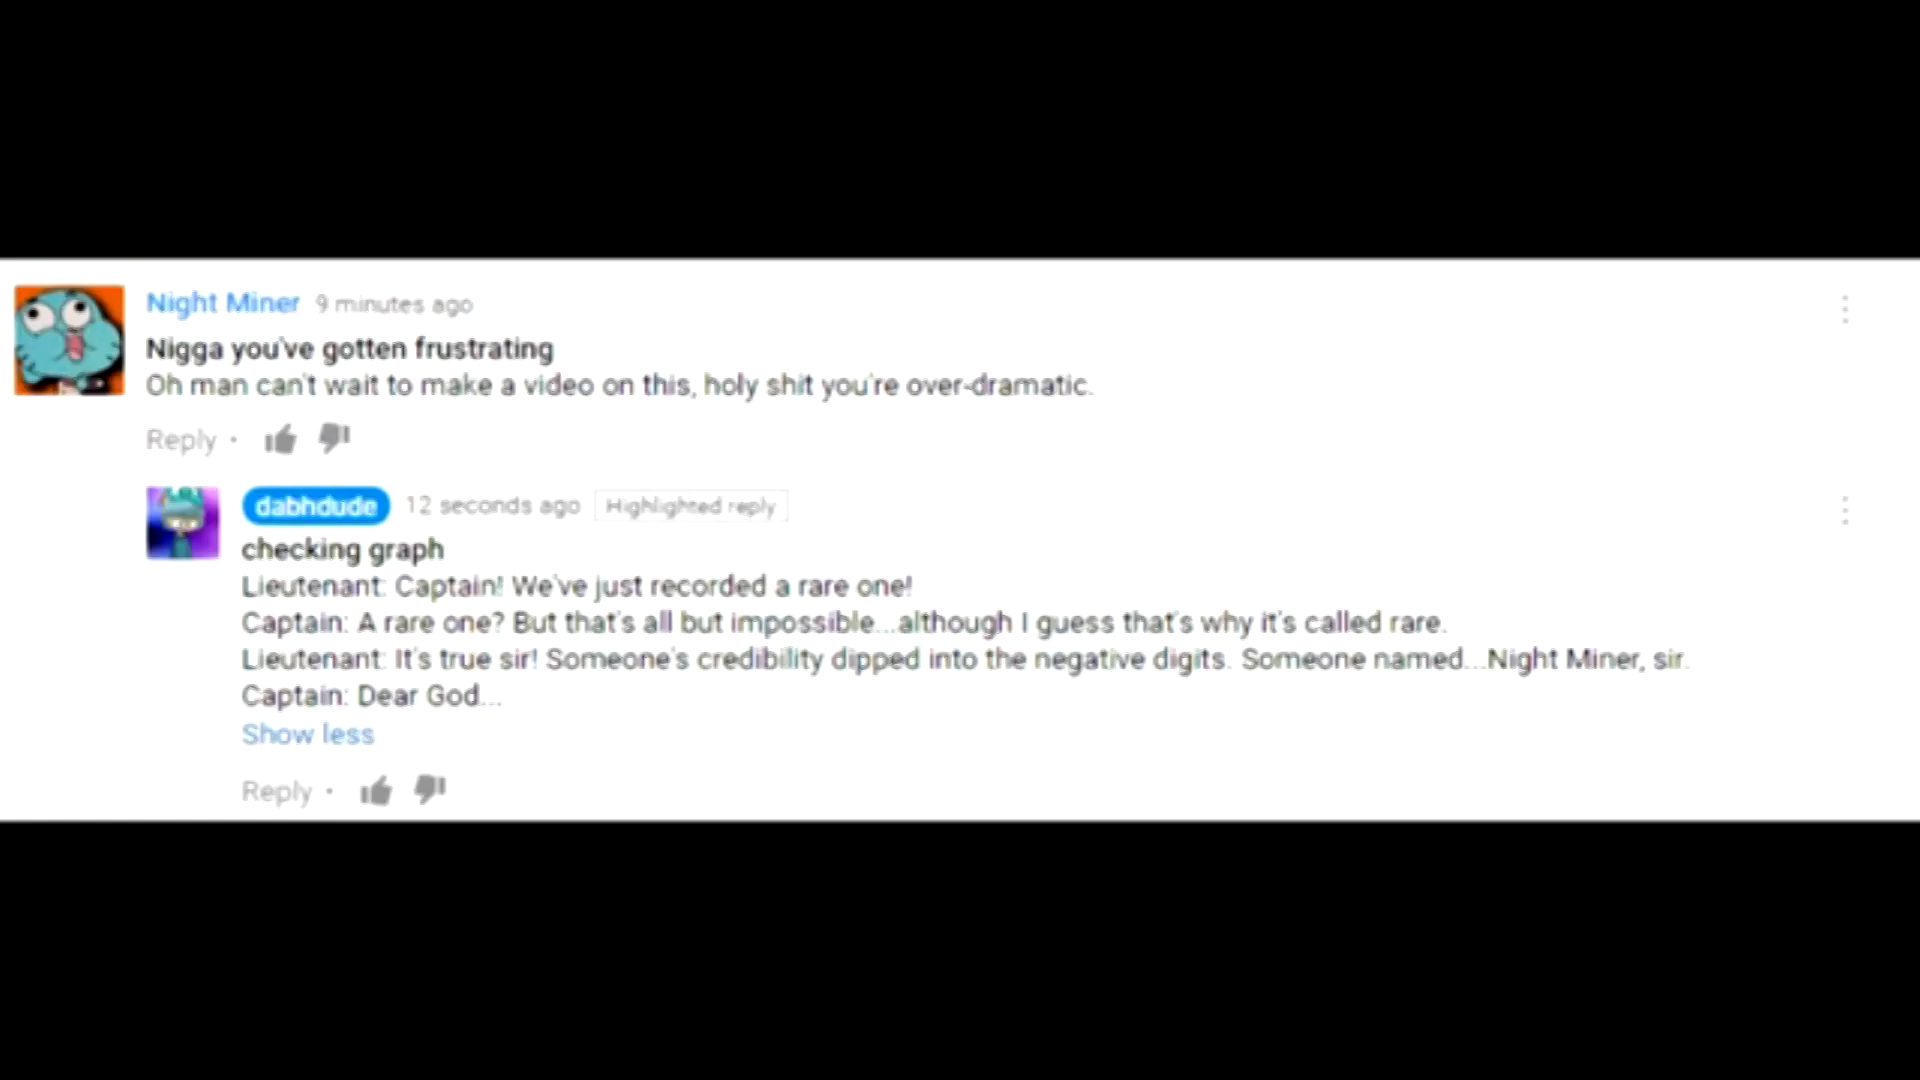 Night Miner 9 minutes ago
Nigga you've gotten frustrating
Oh man can't wait to make a video on this, holy shit you're over-dramatic.
Reply •
dabhdude 12 seconds ago Highlighted reply
checking graph
Lieutenant: Captain! We've just recorded a rare one!
Captain: A rare one? But that's all but impossible...although I guess that's why it's called rare.
Lieutenant: It's true sir! Someone's credibility dipped into the negative digits. Someone named...Night Miner, sir.
Captain: Dear God...
Show less
Reply •